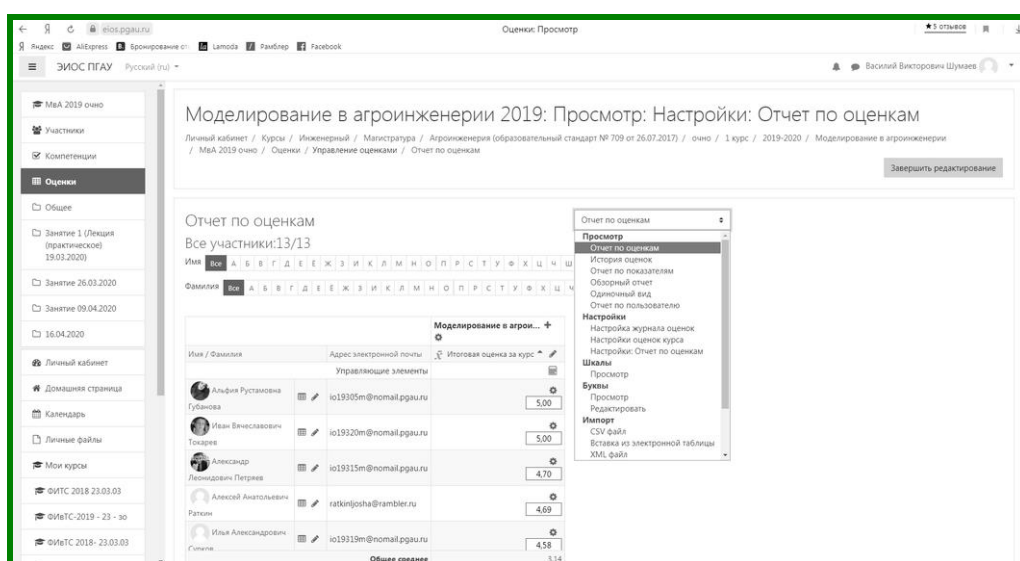 eios.pgau.ru
Оценки: Просмотр
★5 отзывов
Яндекс AliExpress Бронирование от Lamoda Рамблер Facebook
ЭИОС ПГАУ Русский (ru)
Василий Викторович Шумаев
МвА 2019 очно
Участники
Компетенции
Оценки
Общее
Занятие 1 (Лекция
(практическое)
19.03.2020)
Занятие 26.03.2020
Занятие 09.04.2020
16.04.2020
Личный кабинет
Домашняя страница
Календарь
Личные файлы
Мои курсы
ФИТС 2018 23.03.03
ФИвТС-2019 - 23 - зо
ФИвТС 2018- 23.03.03
Моделирование в агроинженерии 2019: Просмотр: Настройки: Отчет по оценкам
Личный кабинет / Курсы / Инженерный / Магистратура / Агроинженерия (образовательный стандарт № 709 от 26.07.2017) / очно / 1 курс / 2019-2020 / Моделирование в агроинженерии
/ МвА 2019 очно / Оценки / Управление оценками / Отчет по оценкам
Завершить редактирование
Отчет по оценкам
Все участники:13/13
Имя Все А Б В Г Д Е Ё Ж З И К Л М Н О П Р С Т У Ф Х Ц Ч Ш
Фамилия Все А Б В Г Д Е Ё Ж З И К Л М Н О П Р С Т У Ф Х Ц Ч
Моделирование в агрои...
Имя / Фамилия Адрес электронной почты Итоговая оценка за курс
Управляющие элементы
Альфия Рустамовна
Губанова
io19305m@nomail.pgau.ru
5,00
Иван Вячеславович
Токарев
io19320m@nomail.pgau.ru
5,00
Александр
Леонидович Петряев
io19315m@nomail.pgau.ru
4,70
Алексей Анатольевич
Раткин
ratkinljosha@rambler.ru
4,69
Илья Александрович
io19319m@nomail.pgau.ru
4,58
Общее среднее 3,14
Отчет по оценкам
Просмотр
Отчет по оценкам
История оценок
Отчет по показателям
Обзорный отчет
Одиночный вид
Отчет по пользователю
Настройки
Настройка журнала оценок
Настройки оценок курса
Настройки: Отчет по оценкам
Шкалы
Просмотр
Буквы
Просмотр
Редактировать
Импорт
CSV файл
Вставка из электронной таблицы
XML файл